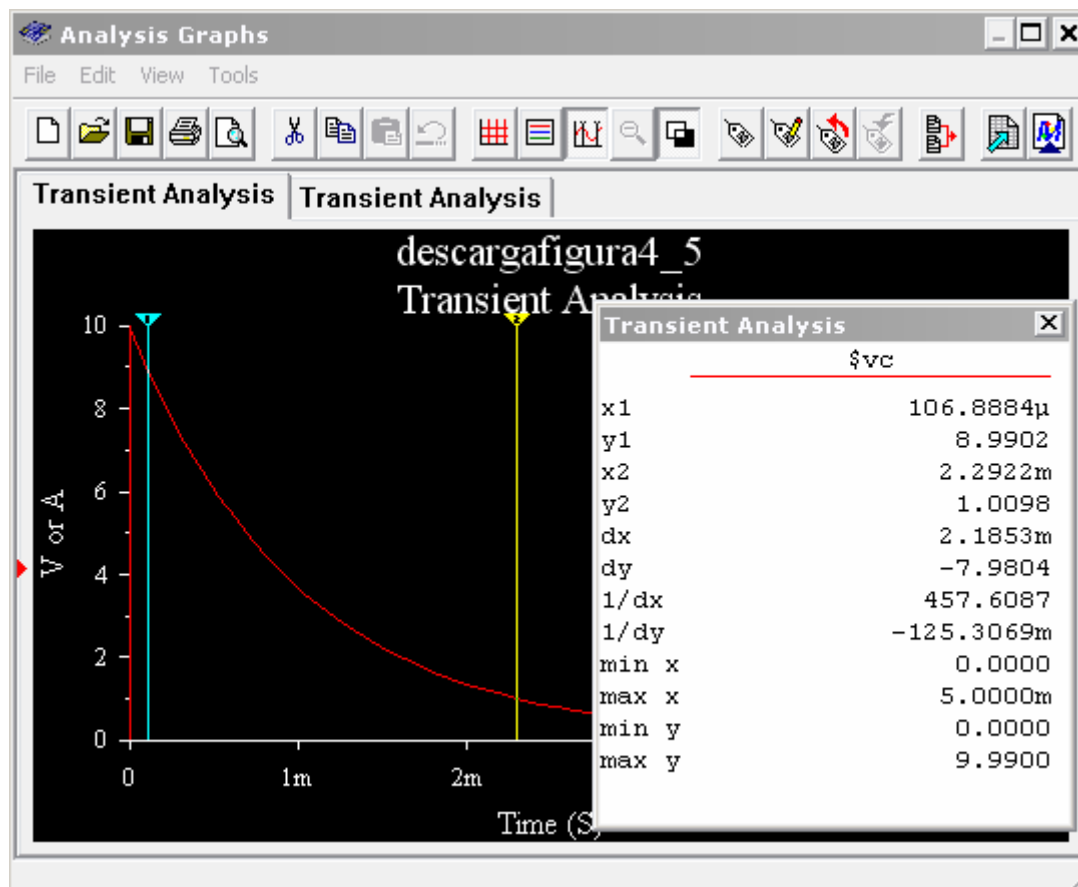 Analysis Graphs
File Edit View Tools
Transient Analysis Transient Analysis
descargafigura4_5
Transient Analysis
1 2
10
8
6
4
2
0
V or A
0 1m 2m
Time (S)
Transient Analysis
$vc
x1 106.8884µ
y1 8.9902
x2 2.2922m
y2 1.0098
dx 2.1853m
dy -7.9804
1/dx 457.6087
1/dy -125.3069m
min x 0.0000
max x 5.0000m
min y 0.0000
max y 9.9900